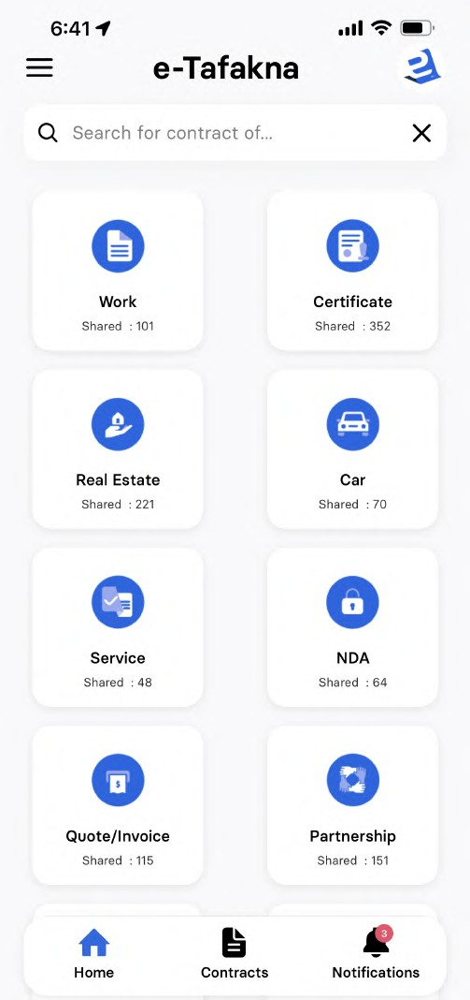 6:41
e-Tafakna
Search for contract of...
Work
Shared : 101
Certificate
Shared : 352
Real Estate
Shared : 221
Car
Shared : 70
Service
Shared : 48
NDA
Shared : 64
Quote/Invoice
Shared : 115
Partnership
Shared : 151
3
Home
Contracts
Notifications